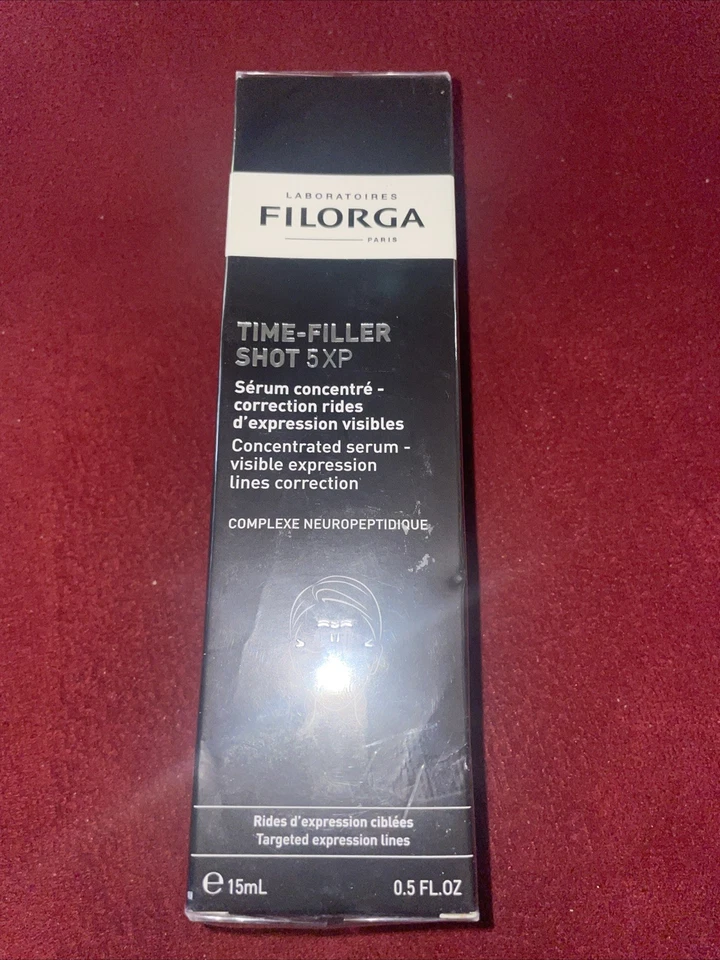 LABORATOIRES
FILORGA
PARIS
TIME-FILLER
SHOT 5XP
Sérum concentré -
correction rides
d'expression visibles
Concentrated serum -
visible expression
lines correction
COMPLEXE NEUROPEPTIDIQUE
Rides d'expression ciblées
Targeted expression lines
℮ 15mL 0.5 FL.OZ